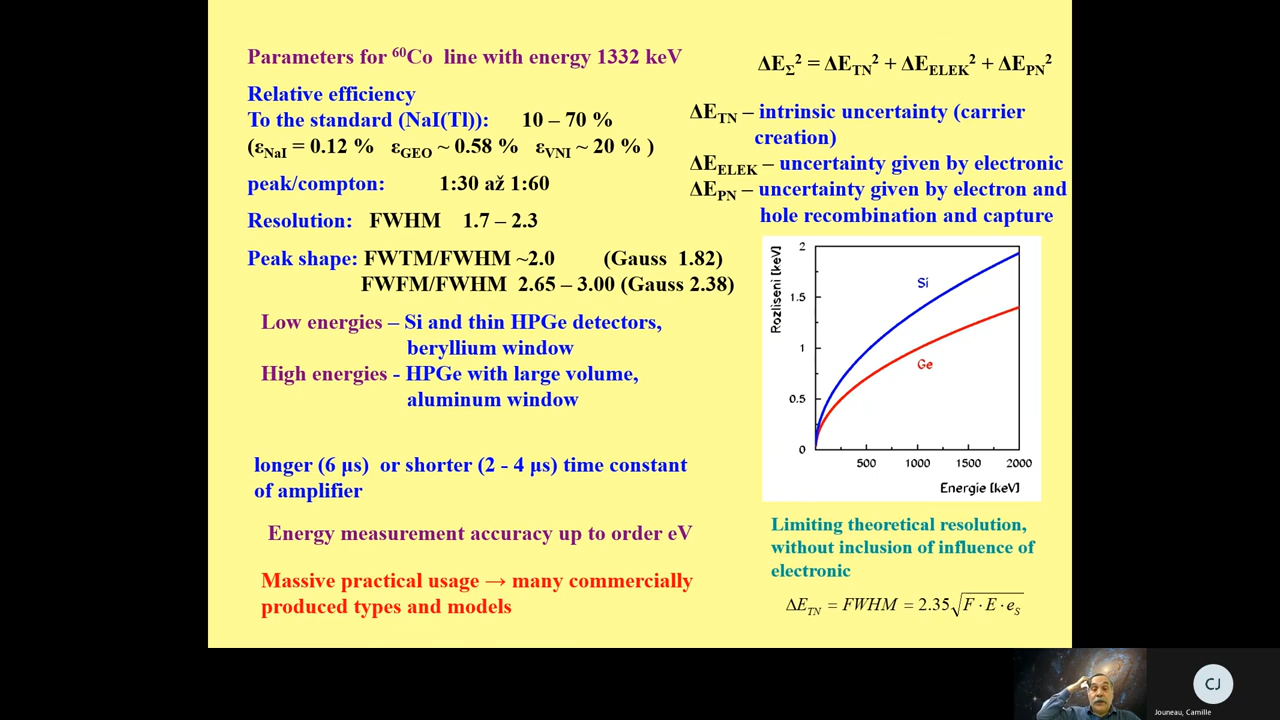 Parameters for ⁶⁰Co line with energy 1332 keV
Relative efficiency
To the standard (NaI(Tl)): 10 – 70 %
(ε_NaI = 0.12 % ε_GEO ~ 0.58 % ε_VNI ~ 20 % )
peak/compton: 1:30 až 1:60
Resolution: FWHM 1.7 – 2.3
Peak shape: FWTM/FWHM ~2.0 (Gauss 1.82)
FWFM/FWHM 2.65 – 3.00 (Gauss 2.38)
Low energies – Si and thin HPGe detectors,
beryllium window
High energies - HPGe with large volume,
aluminum window
longer (6 μs) or shorter (2 - 4 μs) time constant
of amplifier
Energy measurement accuracy up to order eV
Massive practical usage → many commercially
produced types and models
ΔE_Σ² = ΔE_TN² + ΔE_ELEK² + ΔE_PN²
ΔE_TN – intrinsic uncertainty (carrier
creation)
ΔE_ELEK – uncertainty given by electronic
ΔE_PN – uncertainty given by electron and
hole recombination and capture
Rozliseni [keV]
2
1.5
1
0.5
0
Si
Ge
500 1000 1500 2000
Energie [keV]
Limiting theoretical resolution,
without inclusion of influence of
electronic
ΔE_TN = FWHM = 2.35√(F · E · e_S)
CJ
Jouneau, Camille